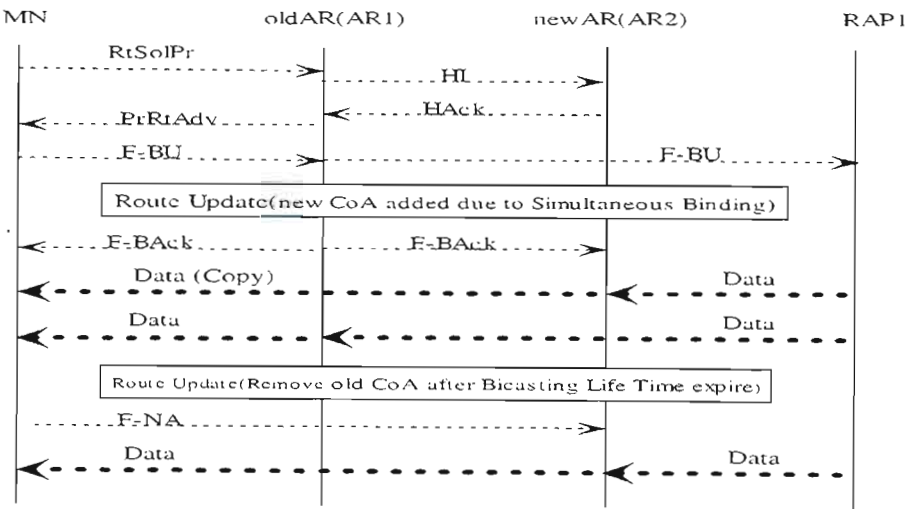 MN oldAR(AR1) newAR(AR2) RAP1
RtSolPr
HI
HAck
PrRtAdv
F-BU F-BU
Route Update(new CoA added due to Simultaneous Binding)
F-BAck F-BAck
Data (Copy) Data
Data Data
Route Update(Remove old CoA after Bicasting Life Time expire)
F-NA
Data Data